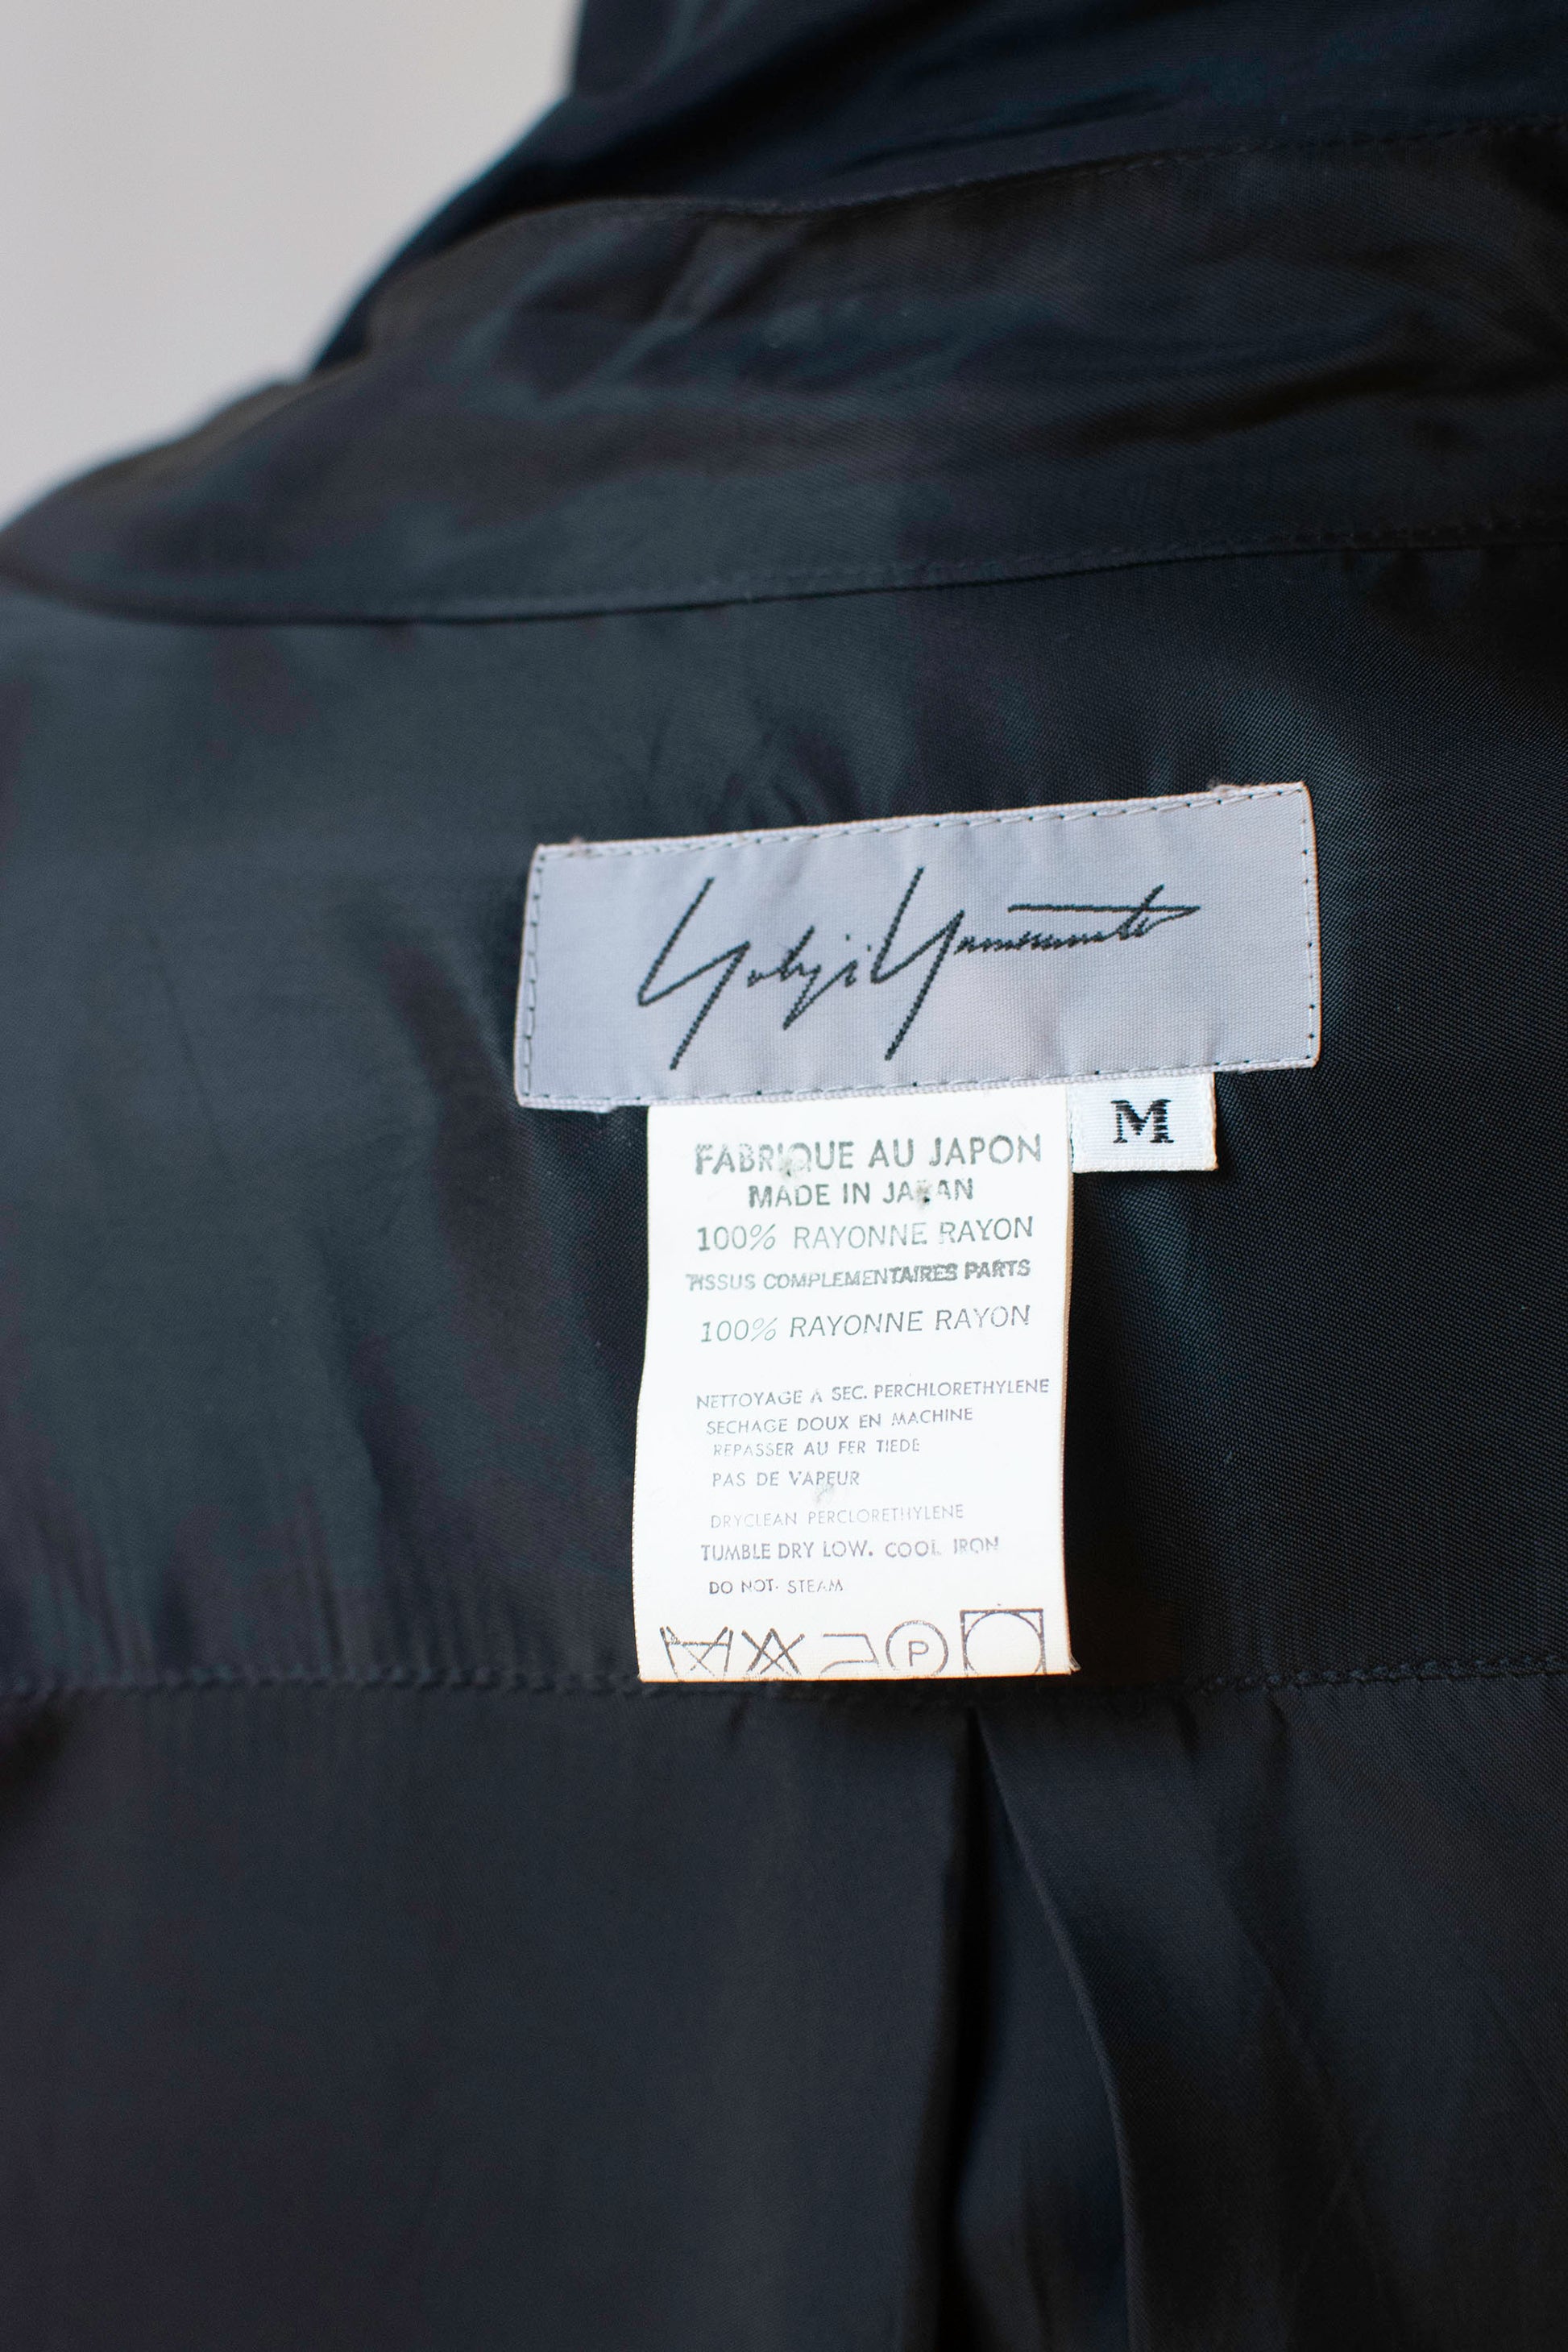 Yohji Yamamoto
M
FABRIQUE AU JAPON
MADE IN JAPAN
100% RAYONNE RAYON
TISSUS COMPLEMENTAIRES PARTS
100% RAYONNE RAYON
NETTOYAGE A SEC. PERCHLORETHYLENE
SECHAGE DOUX EN MACHINE
REPASSER AU FER TIEDE
PAS DE VAPEUR
DRYCLEAN PERCLORETHYLENE
TUMBLE DRY LOW. COOL IRON
DO NOT. STEAM
P